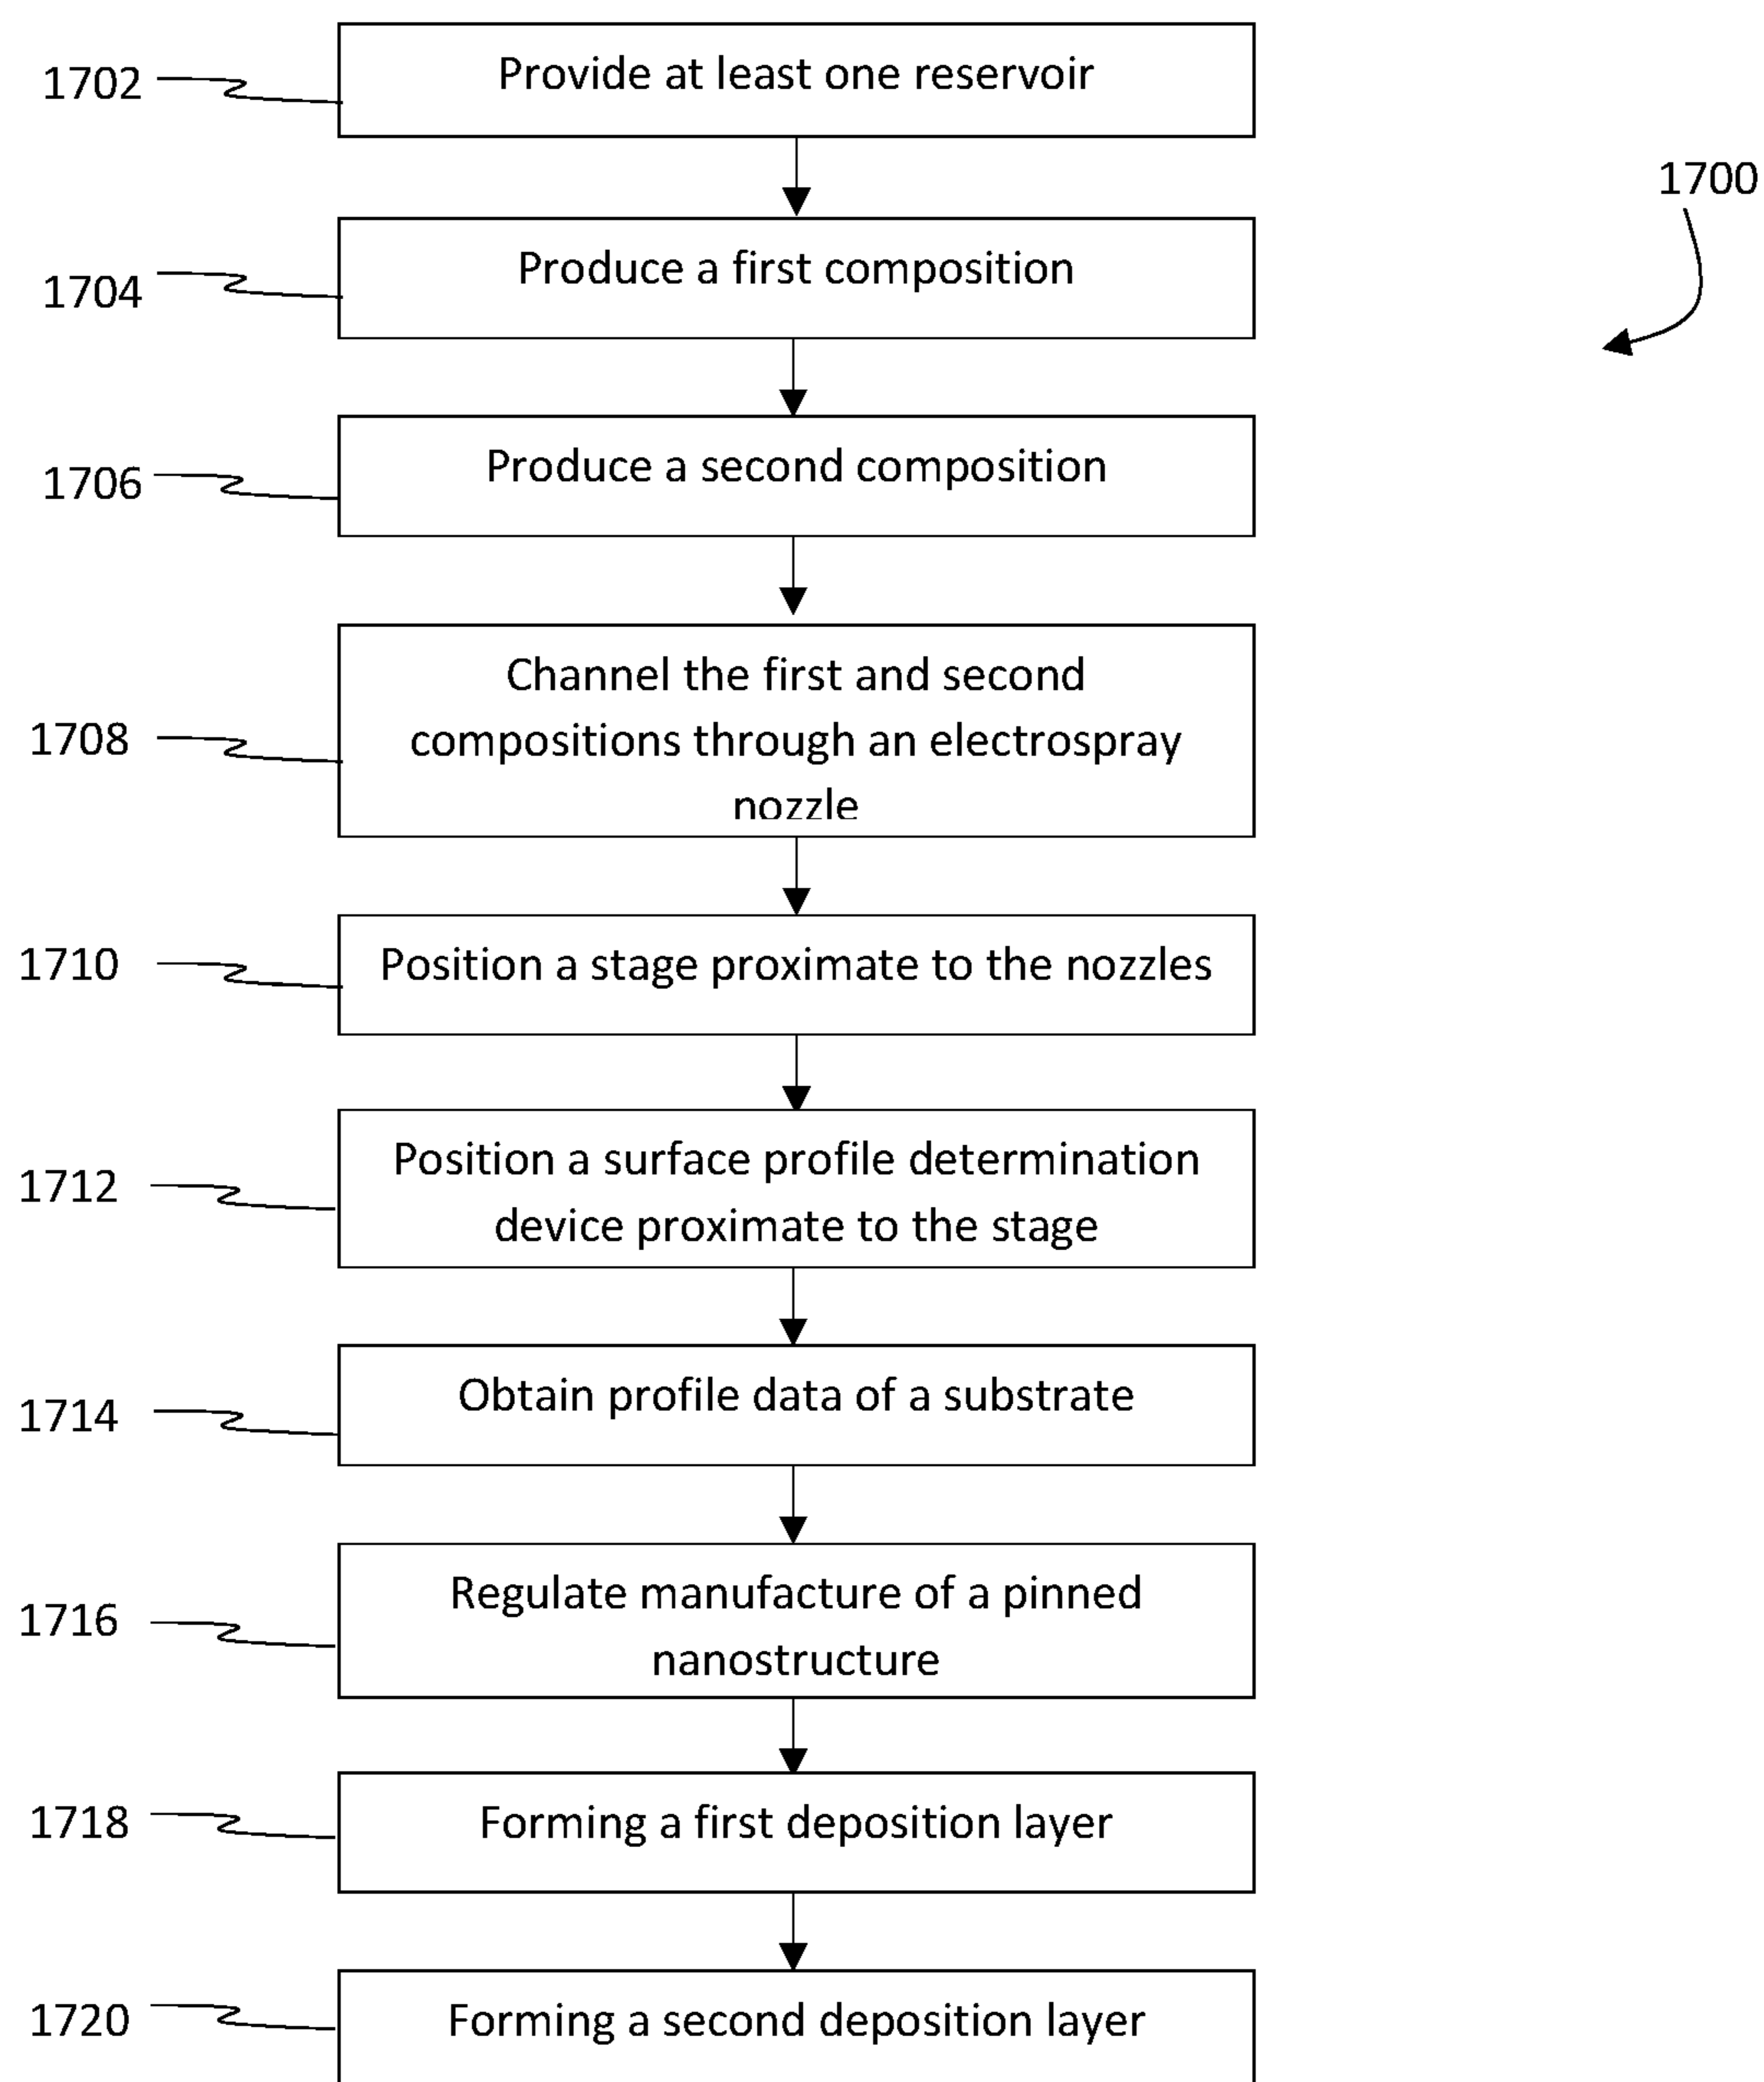 1702
Provide at least one reservoir
1700
1704
Produce a first composition
1706
Produce a second composition
1708
Channel the first and second
compositions through an electrospray
nozzle
1710
Position a stage proximate to the nozzles
1712
Position a surface profile determination
device proximate to the stage
1714
Obtain profile data of a substrate
1716
Regulate manufacture of a pinned
nanostructure
1718
Forming a first deposition layer
1720
Forming a second deposition layer